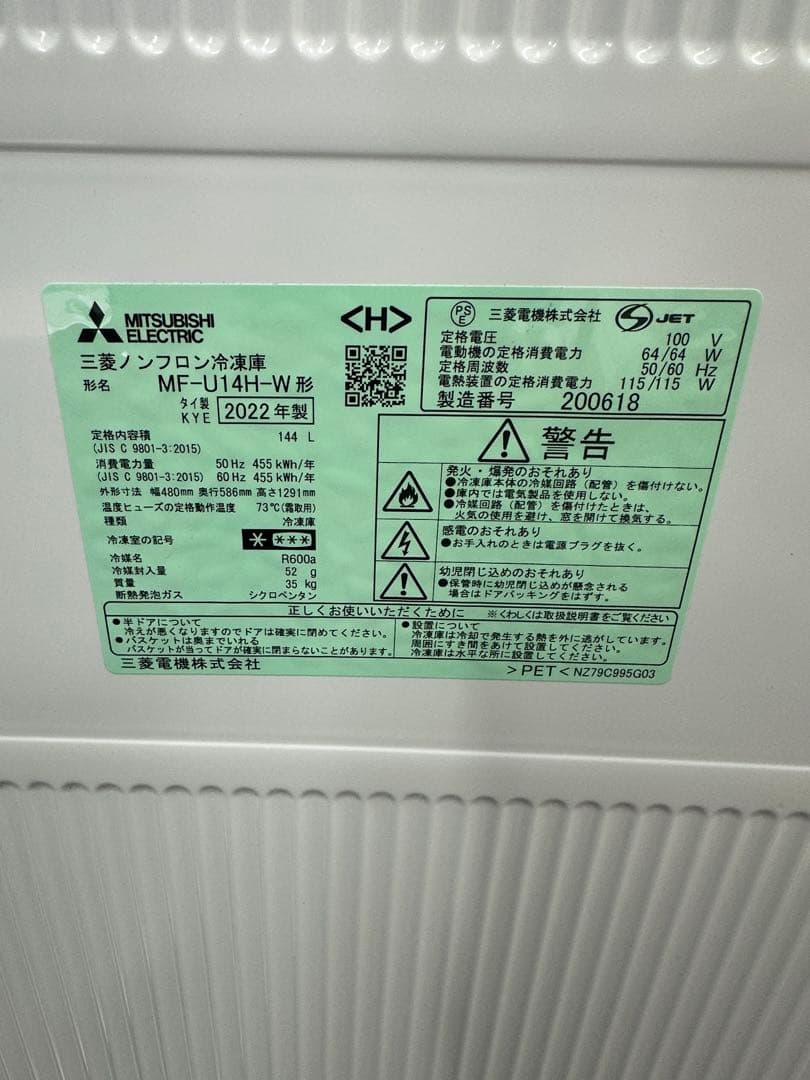 MITSUBISHI
ELECTRIC
<H>
三菱ノンフロン冷凍庫
形名 MF-U14H-W 形
タイ製
KYE
2022年製
定格内容積 144 L
(JIS C 9801-3:2015)
消費電力量 50 Hz 455 kWh/年
(JIS C 9801-3:2015) 60 Hz 455 kWh/年
外形寸法 幅480mm 奥行586mm 高さ1291mm
温度ヒューズの定格動作温度 73℃(霜取用)
種類 冷凍庫
冷凍室の記号 * ***
冷媒名 R600a
冷媒封入量 52 g
質量 35 kg
断熱発泡ガス シクロペンタン
PS
E
三菱電機株式会社
S JET
定格電圧 100 V
電動機の定格消費電力 64/64 W
定格周波数 50/60 Hz
電熱装置の定格消費電力 115/115 W
製造番号 200618
警告
発火・爆発のおそれあり
●冷凍庫本体の冷媒回路(配管)を傷付けない。
●庫内では電気製品を使用しない。
●冷媒回路(配管)を傷付けたときは、
火気の使用を避け、窓を開けて換気する。
感電のおそれあり
●お手入れのときは電源プラグを抜く。
幼児閉じ込めのおそれあり
●保管時に幼児閉じ込めが懸念される
場合はドアパッキングをはずす。
正しくお使いいただくために ※くわしくは取扱説明書をご覧ください
●半ドアについて
冷えが悪くなりますのでドアは確実に閉めてください。
●バスケットは奥までいれる
バスケットが当ってドアが確実に閉まらないことがあります。
●設置について
冷凍庫は冷却で発生する熱を外に逃がしています。
周囲にすき間をあけて設置してください。
冷凍庫は水平な所に設置してください。
三菱電機株式会社
>PET< NZ79C995G03